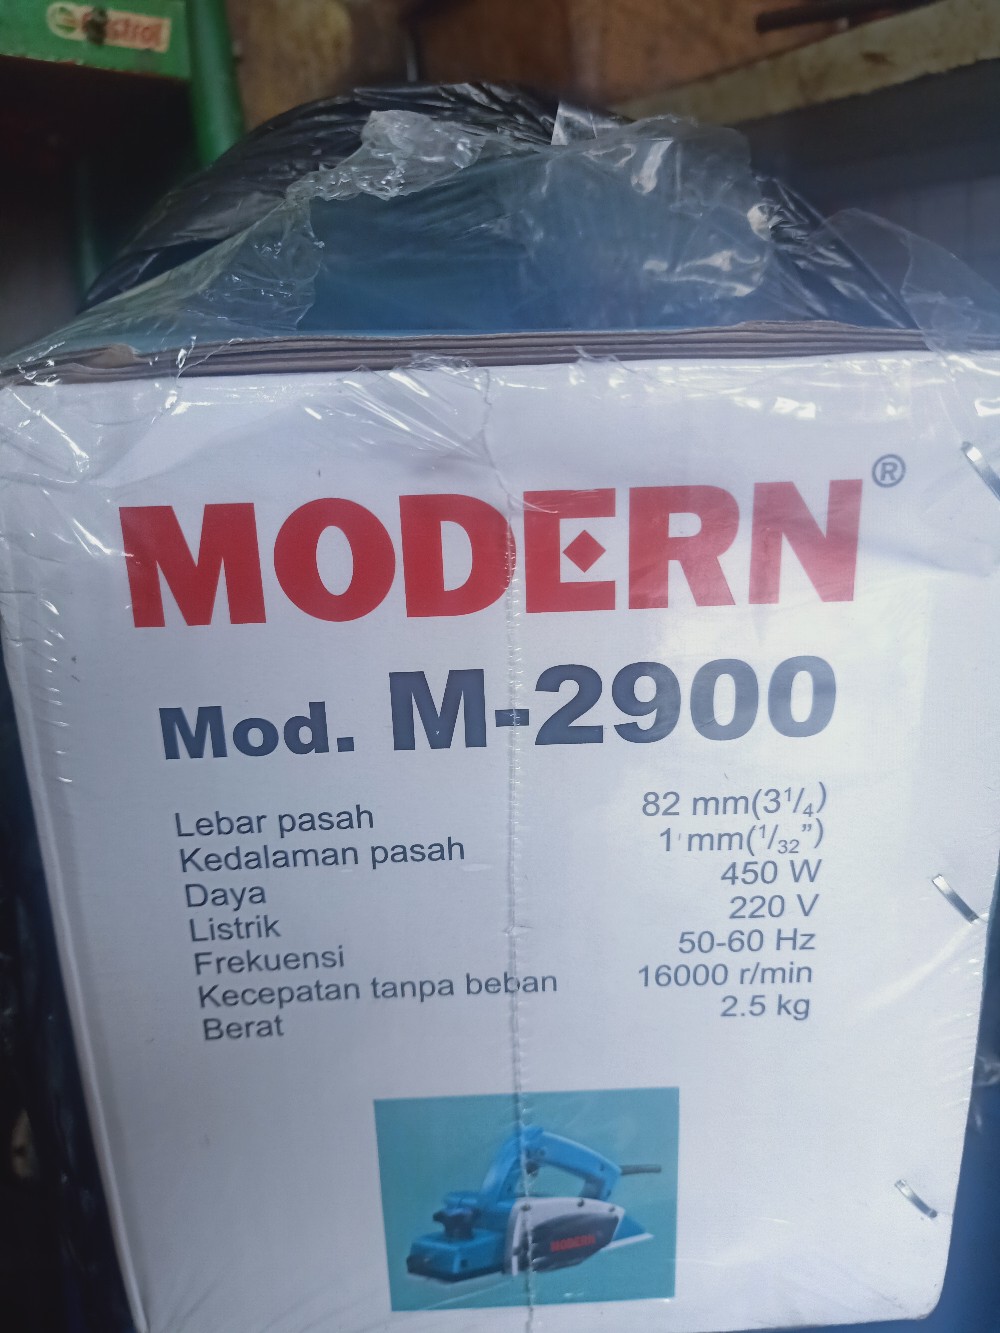 Castrol
MODERN®
Mod. M-2900
Lebar pasah 82 mm(3¹/₄)
Kedalaman pasah 1 mm(¹/₃₂”)
Daya 450 W
Listrik 220 V
Frekuensi 50-60 Hz
Kecepatan tanpa beban 16000 r/min
Berat 2.5 kg
MODERN